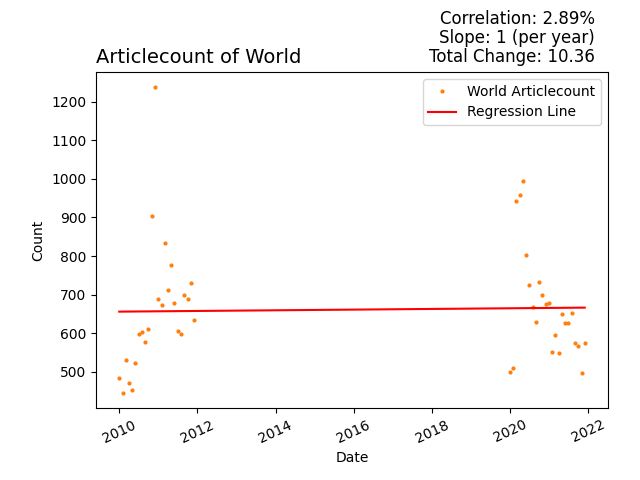 Correlation: 2.89%
Slope: 1 (per year)
Total Change: 10.36
Articlecount of World
World Articlecount
Regression Line
1200
1100
1000
900
800
700
600
500
Count
2010 2012 2014 2016 2018 2020 2022
Date